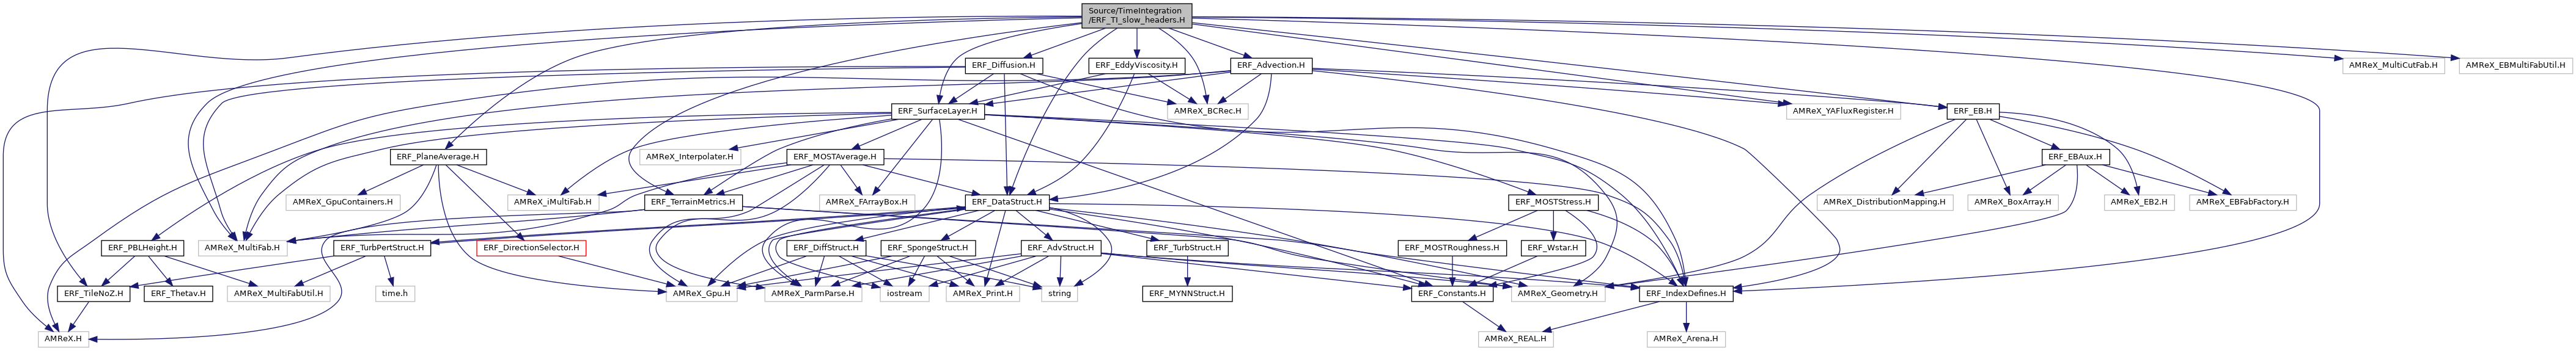 Source/TimeIntegration
/ERF_TI_slow_headers.H
ERF_Diffusion.H
ERF_EddyViscosity.H
ERF_Advection.H
AMReX_MultiCutFab.H
AMReX_EBMultiFabUtil.H
ERF_SurfaceLayer.H
AMReX_BCRec.H
AMReX_YAFluxRegister.H
ERF_EB.H
ERF_PlaneAverage.H
AMReX_Interpolater.H
ERF_MOSTAverage.H
ERF_EBAux.H
AMReX_GpuContainers.H
AMReX_iMultiFab.H
ERF_TerrainMetrics.H
AMReX_FArrayBox.H
ERF_DataStruct.H
ERF_MOSTStress.H
AMReX_DistributionMapping.H
AMReX_BoxArray.H
AMReX_EB2.H
AMReX_EBFabFactory.H
ERF_PBLHeight.H
AMReX_MultiFab.H
ERF_TurbPertStruct.H
ERF_DirectionSelector.H
ERF_DiffStruct.H
ERF_SpongeStruct.H
ERF_AdvStruct.H
ERF_TurbStruct.H
ERF_MOSTRoughness.H
ERF_Wstar.H
ERF_TileNoZ.H
ERF_Thetav.H
AMReX_MultiFabUtil.H
time.h
AMReX_Gpu.H
AMReX_ParmParse.H
iostream
AMReX_Print.H
string
ERF_MYNNStruct.H
ERF_Constants.H
AMReX_Geometry.H
ERF_IndexDefines.H
AMReX.H
AMReX_REAL.H
AMReX_Arena.H